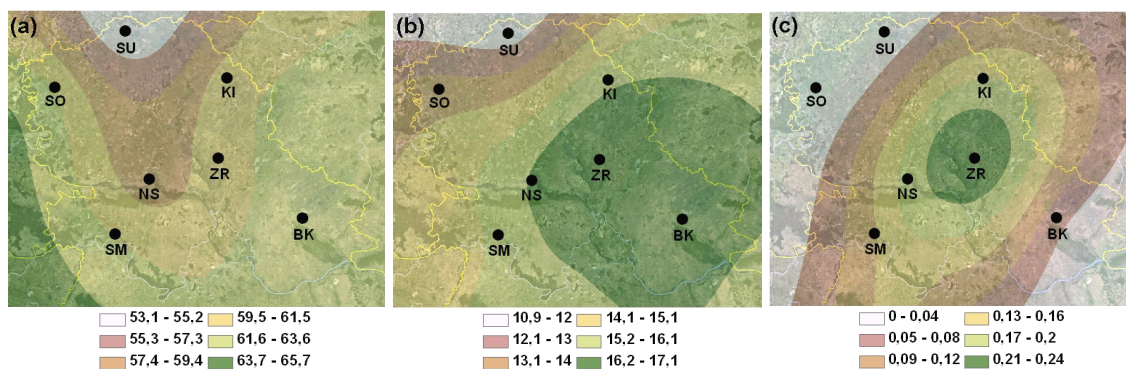 (a)
SU
SO
KI
ZR
NS
SM
BK
53,1 - 55,2 59,5 - 61,5
55,3 - 57,3 61,6 - 63,6
57,4 - 59,4 63,7 - 65,7
(b)
SU
SO
KI
ZR
NS
SM
BK
10,9 - 12 14,1 - 15,1
12,1 - 13 15,2 - 16,1
13,1 - 14 16,2 - 17,1
(c)
SU
SO
KI
ZR
NS
SM
BK
0 - 0,04 0,13 - 0,16
0,05 - 0,08 0,17 - 0,2
0,09 - 0,12 0,21 - 0,24